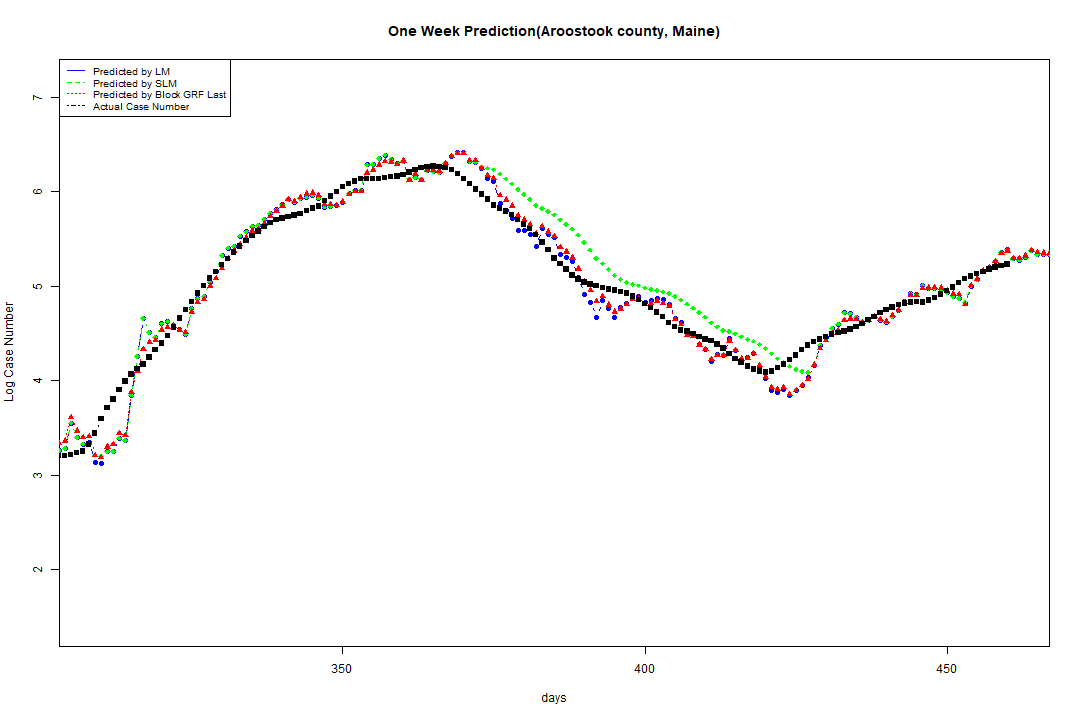 One Week Prediction(Aroostook county, Maine)
Predicted by LM
Predicted by SLM
Predicted by Block GRF Last
Actual Case Number
7
6
5
4
3
2
Log Case Number
350
400
450
days